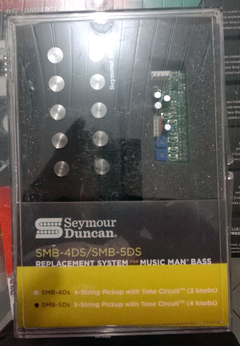 Seymour
Duncan
SMB-4DS/SMB-5DS
REPLACEMENT SYSTEM FOR MUSIC MAN® BASS
SMB-4Ds 4-String Pickup with Tone Circuit™ (3 knobs)
SMB-5Ds 5-String Pickup with Tone Circuit™ (4 knobs)